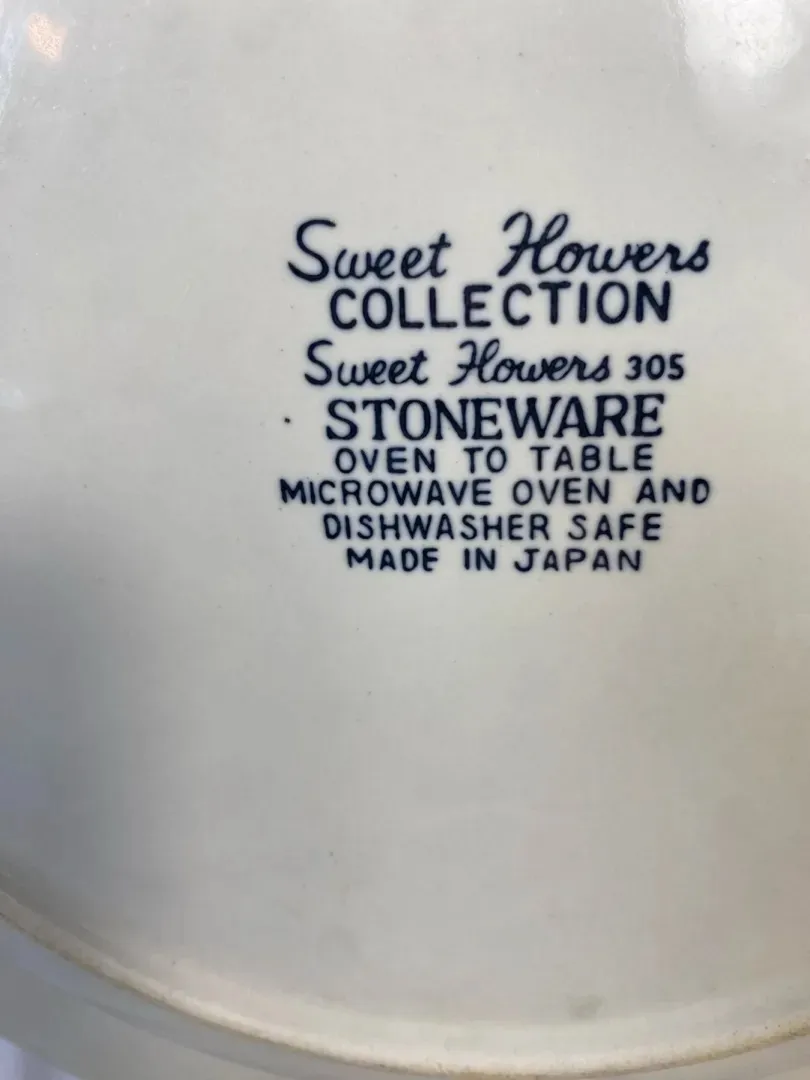 Sweet Flowers
COLLECTION
Sweet Flowers 305
STONEWARE
OVEN TO TABLE
MICROWAVE OVEN AND
DISHWASHER SAFE
MADE IN JAPAN